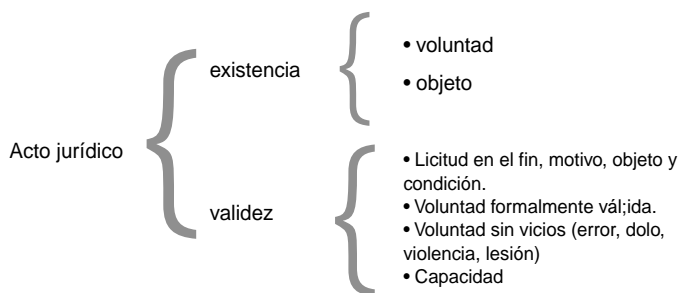 Acto jurídico
existencia
• voluntad
• objeto
validez
• Licitud en el fin, motivo, objeto y
condición.
• Voluntad formalmente vál;ida.
• Voluntad sin vicios (error, dolo,
violencia, lesión)
• Capacidad